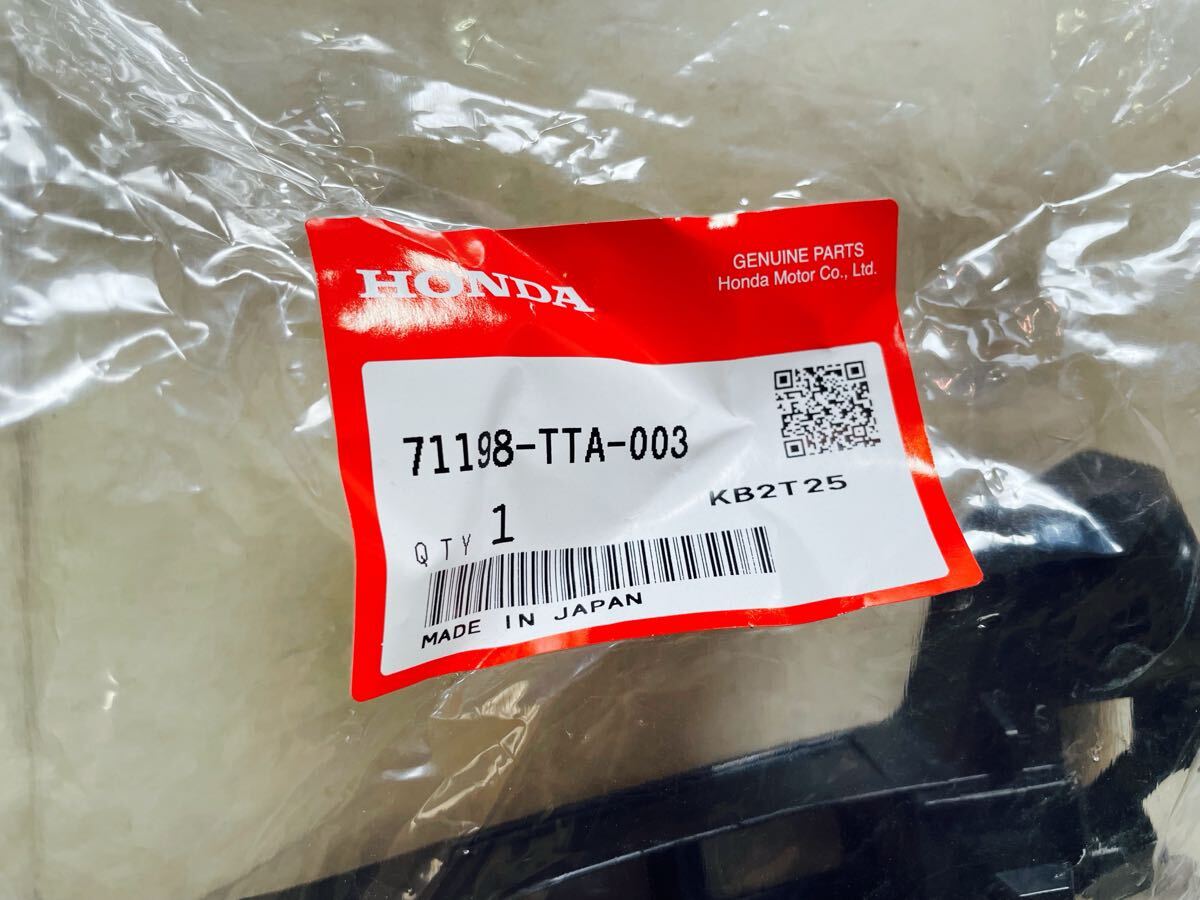 HONDA
GENUINE PARTS
Honda Motor Co., Ltd.
71198-TTA-003
KB2T25
QTY 1
MADE IN JAPAN